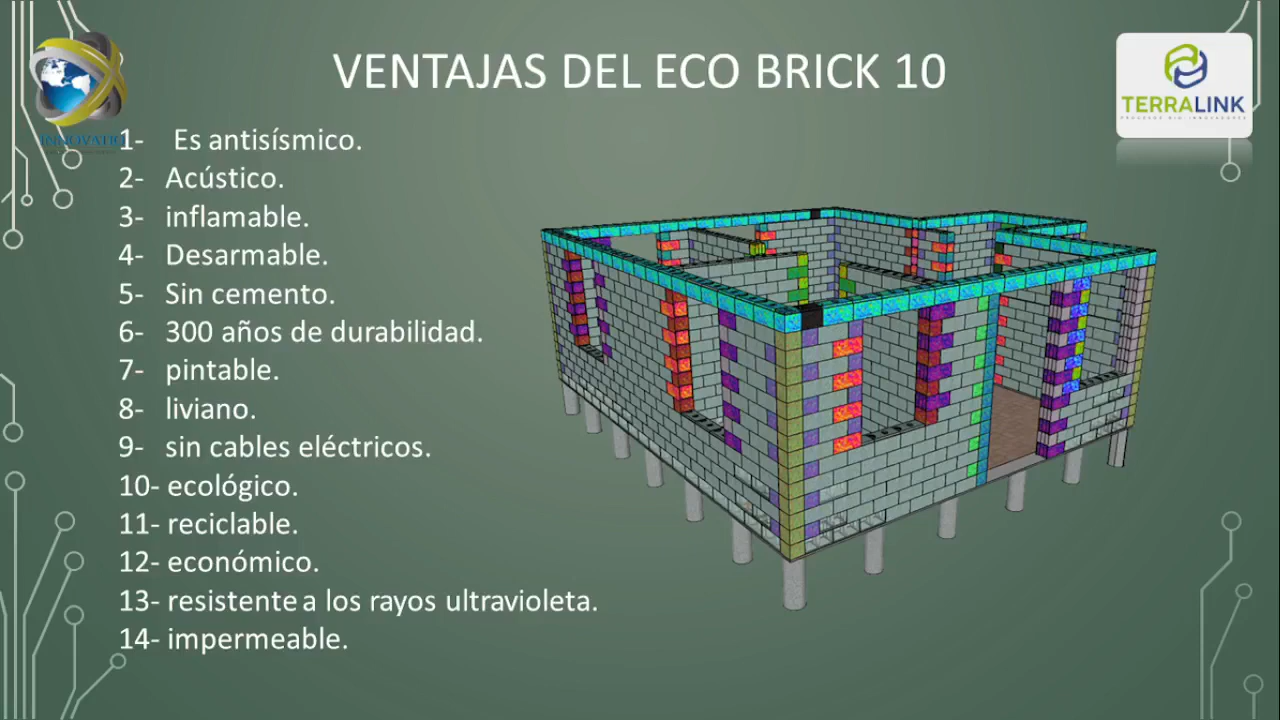 VENTAJAS DEL ECO BRICK 10
TERRALINK
1- Es antisísmico.
2- Acústico.
3- inflamable.
4- Desarmable.
5- Sin cemento.
6- 300 años de durabilidad.
7- pintable.
8- liviano.
9- sin cables eléctricos.
10- ecológico.
11- reciclable.
12- económico.
13- resistente a los rayos ultravioleta.
14- impermeable.